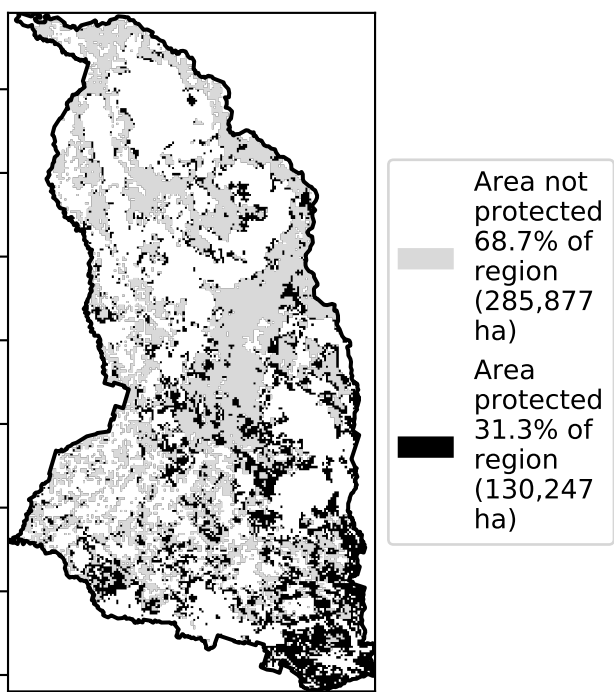 Area not
protected
68.7% of
region
(285,877
ha)
Area
protected
31.3% of
region
(130,247
ha)